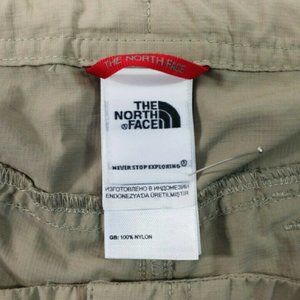 THE NORTH FACE
THE
NORTH
FACE
NEVER STOP EXPLORING®
ИЗГОТОВЛЕНО В ИНДОНЕЗИИ
ENDONEZYA'DA ÜRETILMIŞTIR
GB: 100% NYLON